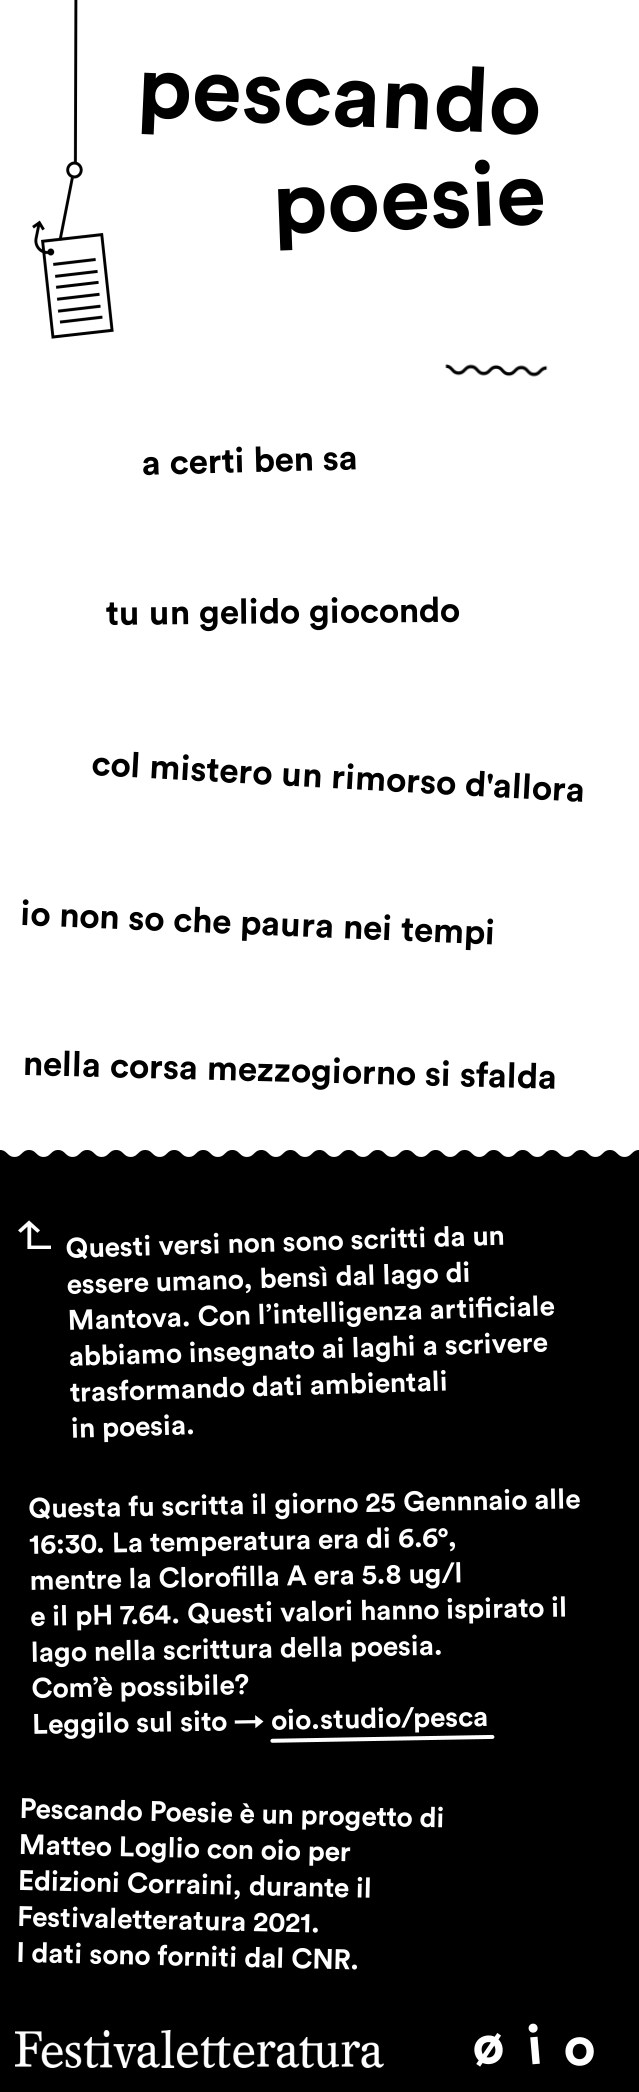 pescando
poesie
a certi ben sa
tu un gelido giocondo
col mistero un rimorso d'allora
io non so che paura nei tempi
nella corsa mezzogiorno si sfalda
Questi versi non sono scritti da un
essere umano, bensì dal lago di
Mantova. Con l’intelligenza artificiale
abbiamo insegnato ai laghi a scrivere
trasformando dati ambientali
in poesia.
Questa fu scritta il giorno 25 Gennnaio alle
16:30. La temperatura era di 6.6°,
mentre la Clorofilla A era 5.8 ug/l
e il pH 7.64. Questi valori hanno ispirato il
lago nella scrittura della poesia.
Com’è possibile?
Leggilo sul sito → oio.studio/pesca
Pescando Poesie è un progetto di
Matteo Loglio con oio per
Edizioni Corraini, durante il
Festivaletteratura 2021.
I dati sono forniti dal CNR.
Festivaletteratura ø i o